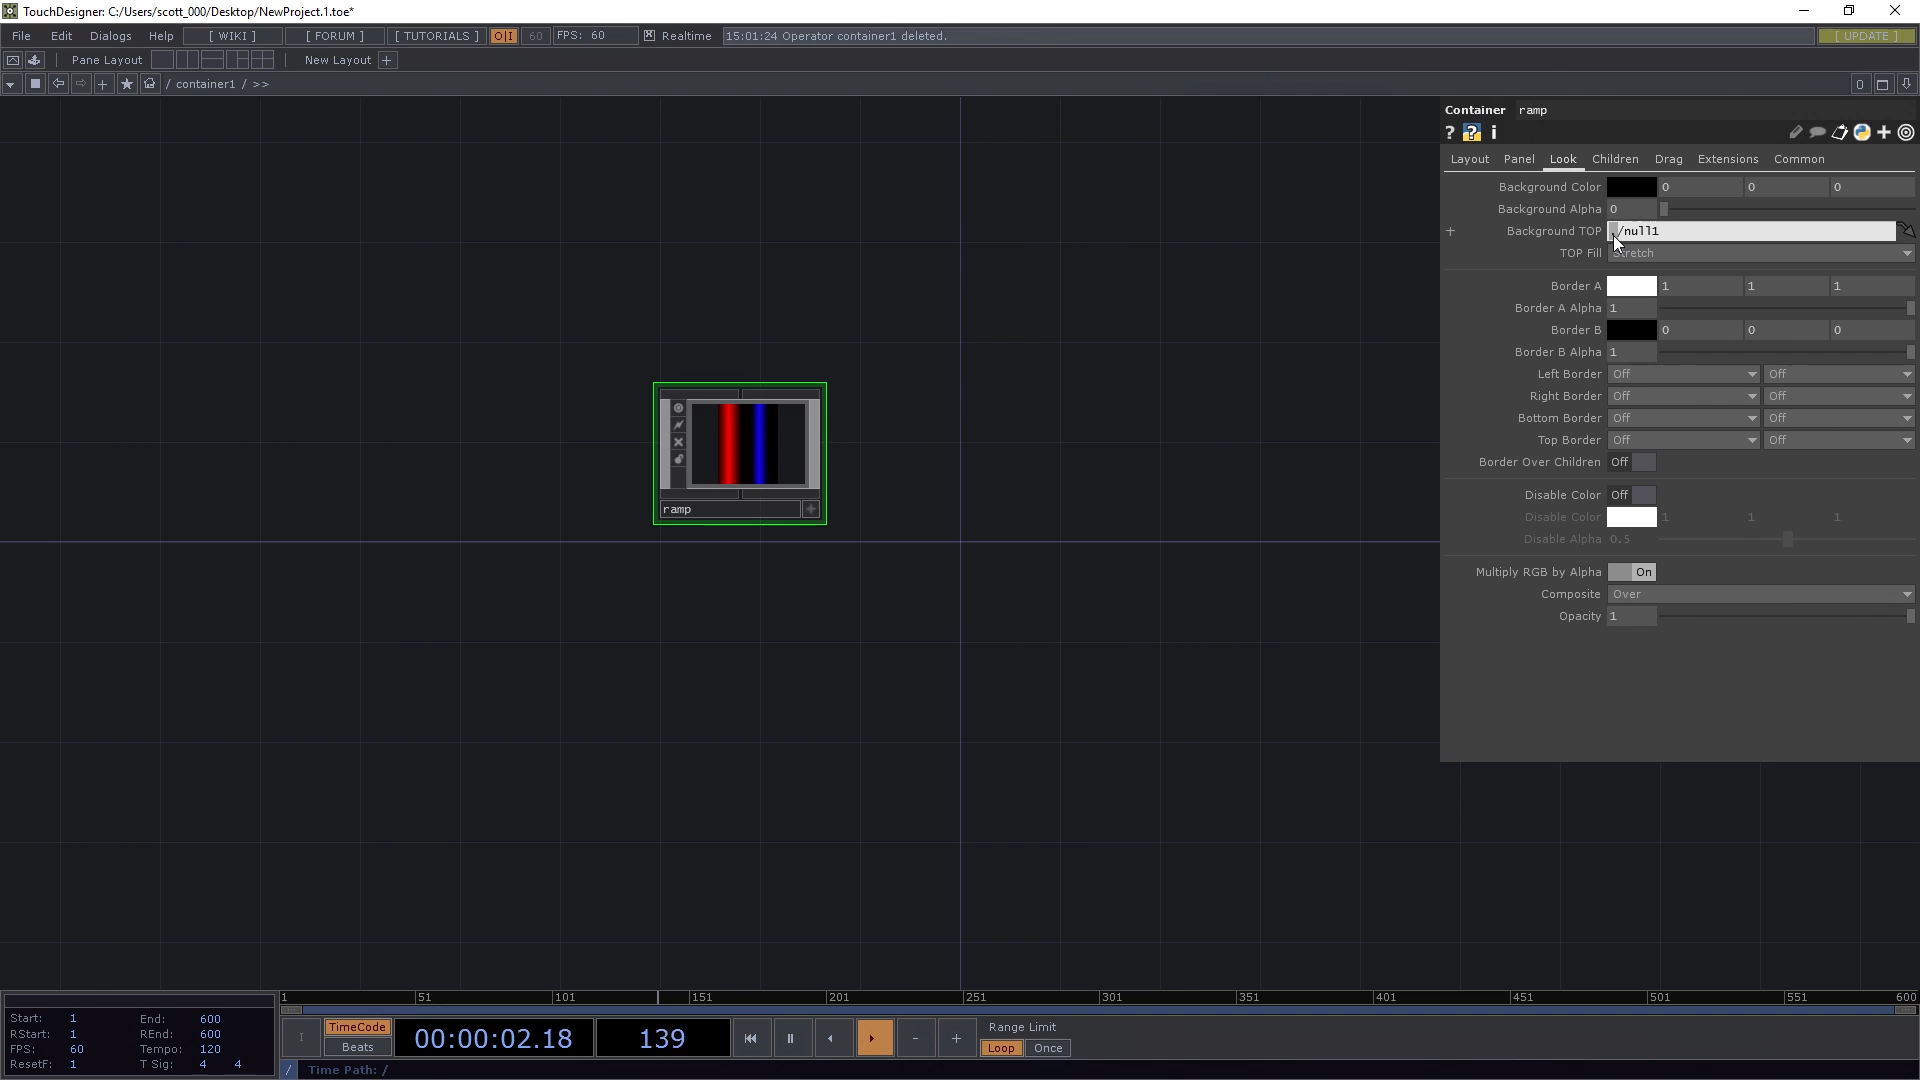 TouchDesigner: C:/Users/scott_000/Desktop/NewProject.1.toe*
File Edit Dialogs Help [ WIKI ] [ FORUM ] [ TUTORIALS ] O|I 60 FPS: 60 Realtime 15:01:24 Operator container1 deleted. [ UPDATE ]
Pane Layout New Layout +
/ container1 / >> 0
Container ramp
? ? i
Layout Panel Look Children Drag Extensions Common
Background Color 0 0 0
Background Alpha 0
+ Background TOP ./null1
TOP Fill Stretch
Border A 1 1 1
Border A Alpha 1
Border B 0 0 0
Border B Alpha 1
Left Border Off Off
Right Border Off Off
Bottom Border Off Off
Top Border Off Off
Border Over Children Off
Disable Color Off
Disable Color 1 1 1
Disable Alpha 0.5
Multiply RGB by Alpha On
Composite Over
Opacity 1
ramp
1 51 101 151 201 251 301 351 401 451 501 551 600
Start: 1 End: 600
RStart: 1 REnd: 600
FPS: 60 Tempo: 120
ResetF: 1 T Sig: 4 4
I TimeCode Beats 00:00:02.18 139 - + Range Limit
Loop Once
/ Time Path: /